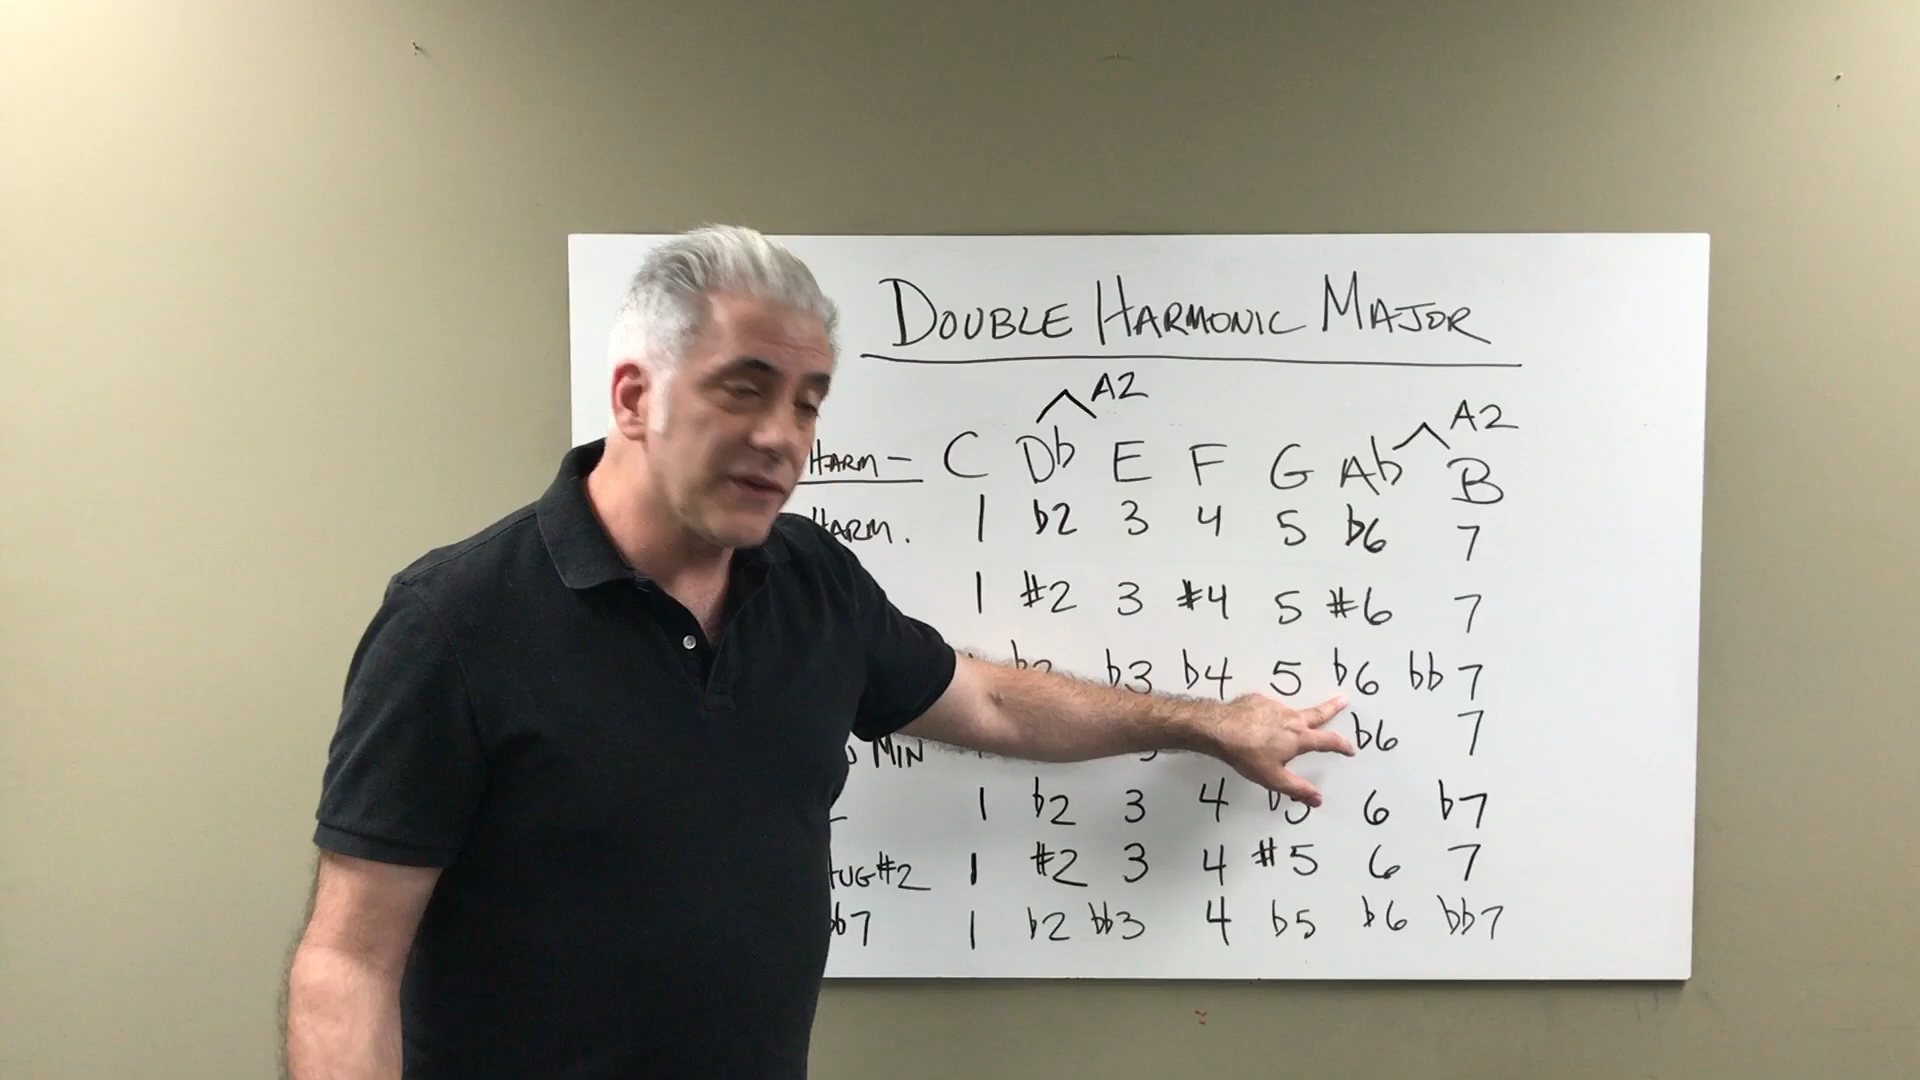 DOUBLE HARMONIC MAJOR
A2 A2
HARM — C Db E F G Ab B
HARM. 1 b2 3 4 5 b6 7
1 #2 3 #4 5 #6 7
b3 b4 5 b6 bb7
MIN b6 7
1 b2 3 4 b5 6 b7
AUG#2 1 #2 3 4 #5 6 7
bb7 1 b2 bb3 4 b5 b6 bb7